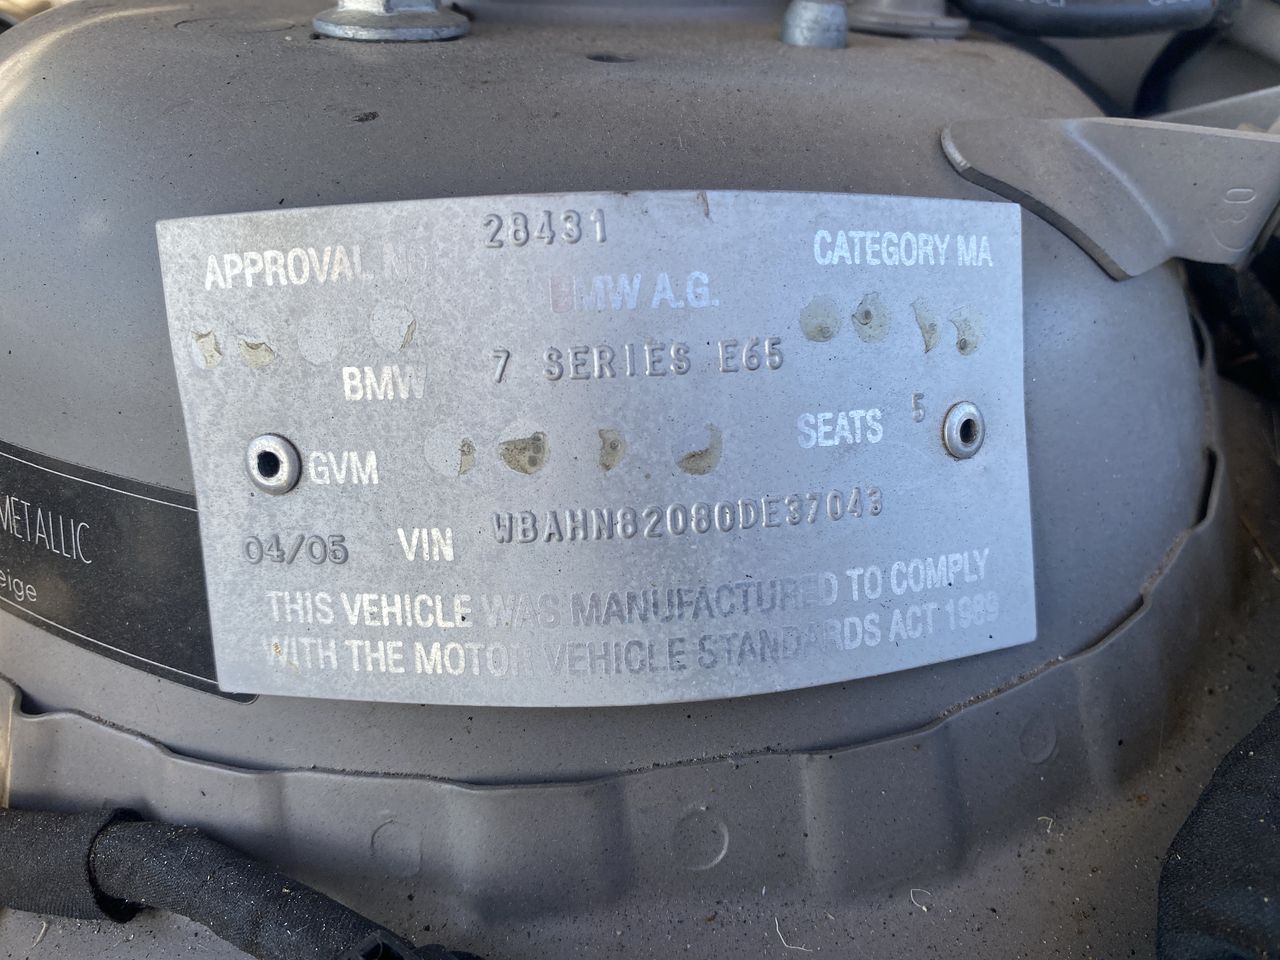 28431
APPROVAL NO.
CATEGORY MA
BMW A.G.
BMW 7 SERIES E65
GVM SEATS 5
04/05 VIN WBAHN82080DE37043
THIS VEHICLE WAS MANUFACTURED TO COMPLY
WITH THE MOTOR VEHICLE STANDARDS ACT 1989
METALLIC
eige